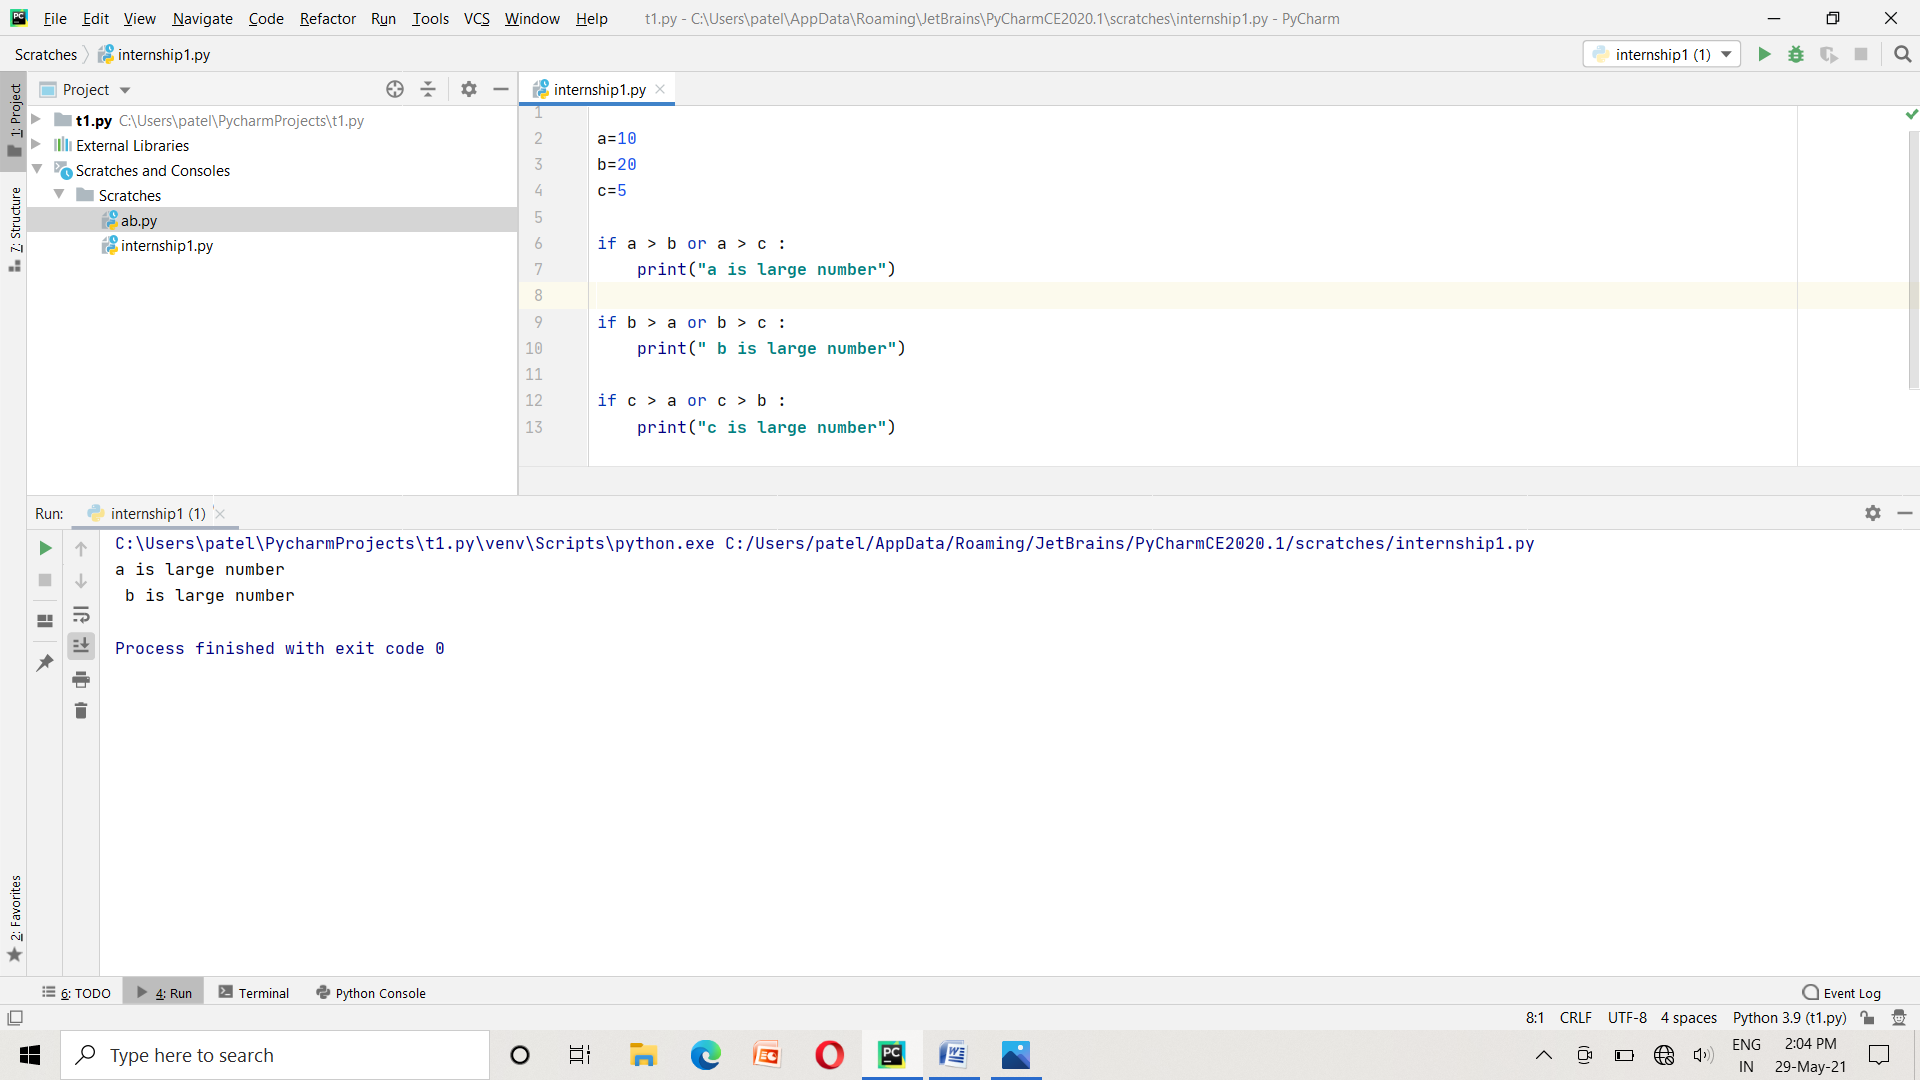 File Edit View Navigate Code Refactor Run Tools VCS Window Help t1.py - C:\Users\patel\AppData\Roaming\JetBrains\PyCharmCE2020.1\scratches\internship1.py - PyCharm
Scratches internship1.py internship1 (1)
1: Project
Project
internship1.py
t1.py C:\Users\patel\PycharmProjects\t1.py
External Libraries
Scratches and Consoles
Scratches
ab.py
internship1.py
7: Structure
1
2 a=10
3 b=20
4 c=5
5
6 if a > b or a > c :
7     print("a is large number")
8
9 if b > a or b > c :
10     print(" b is large number")
11
12 if c > a or c > b :
13     print("c is large number")
Run: internship1 (1)
C:\Users\patel\PycharmProjects\t1.py\venv\Scripts\python.exe C:/Users/patel/AppData/Roaming/JetBrains/PyCharmCE2020.1/scratches/internship1.py
a is large number
 b is large number
Process finished with exit code 0
2: Favorites
6: TODO 4: Run Terminal Python Console Event Log
8:1 CRLF UTF-8 4 spaces Python 3.9 (t1.py)
Type here to search
ENG
IN
2:04 PM
29-May-21